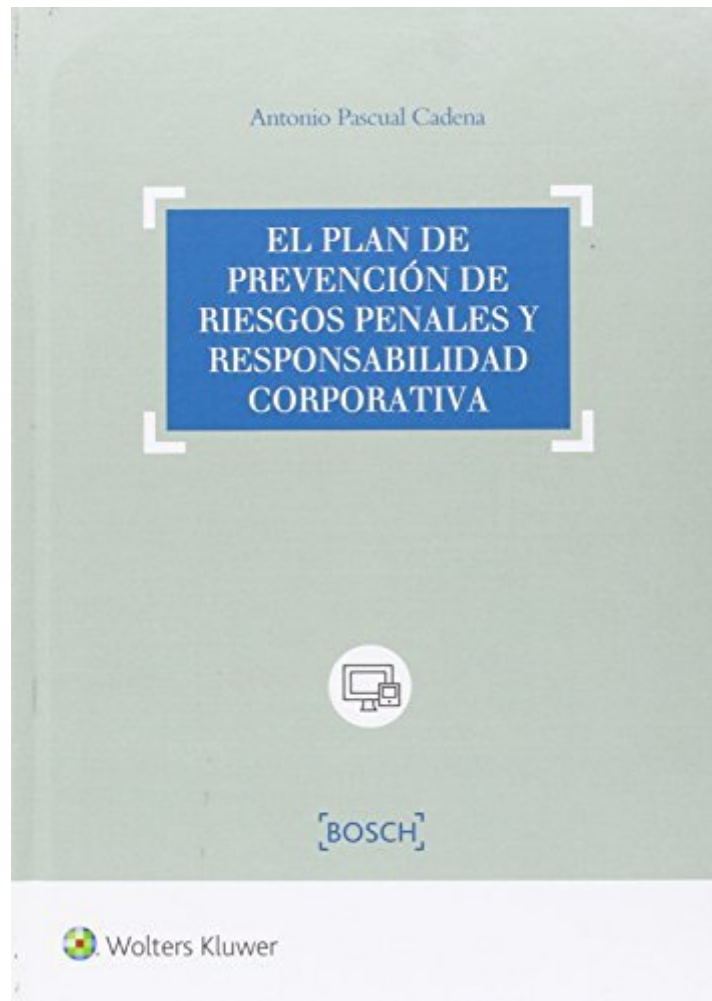 Antonio Pascual Cadena
EL PLAN DE
PREVENCIÓN DE
RIESGOS PENALES Y
RESPONSABILIDAD
CORPORATIVA
[BOSCH]
Wolters Kluwer